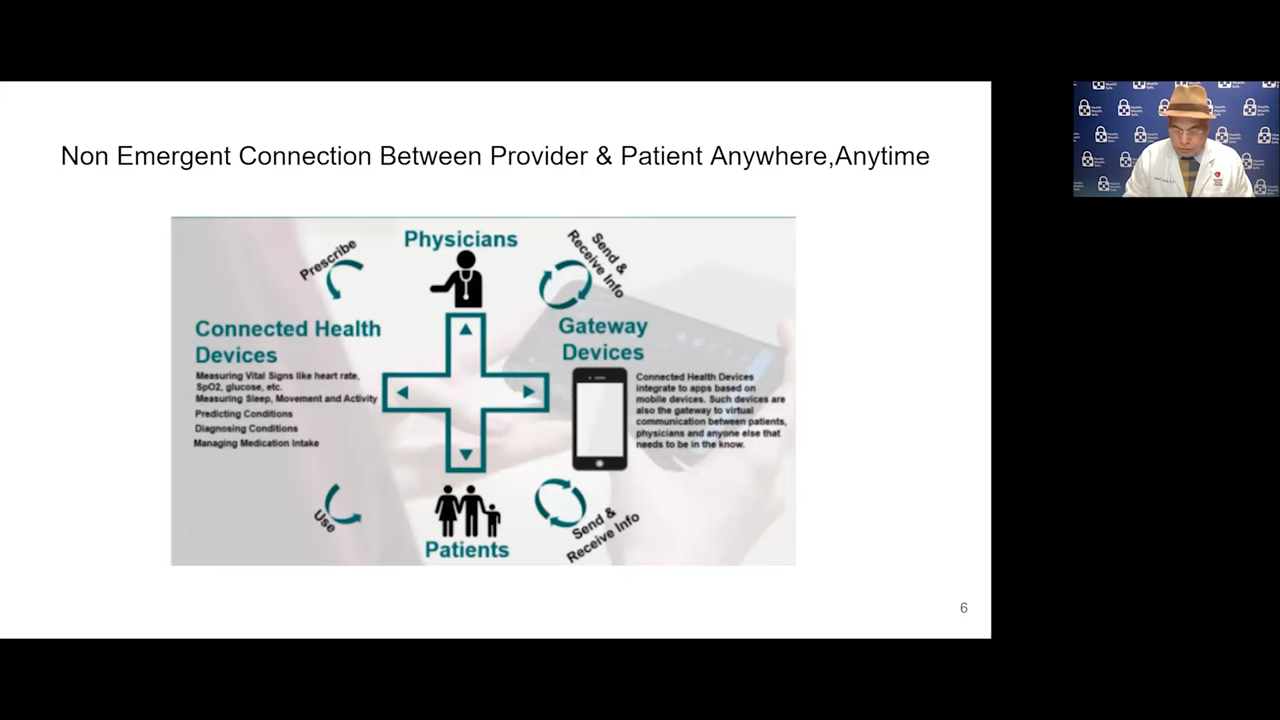 Non Emergent Connection Between Provider & Patient Anywhere,Anytime
Physicians
Prescribe
Send &
Receive Info
Connected Health
Devices
Measuring Vital Signs like heart rate,
SpO2, glucose, etc.
Measuring Sleep, Movement and Activity
Predicting Conditions
Diagnosing Conditions
Managing Medication Intake
Gateway
Devices
Connected Health Devices
integrate to apps based on
mobile devices. Such devices are
also the gateway to virtual
communication between patients,
physicians and anyone else that
needs to be in the know.
Use
Send &
Receive Info
Patients
6
Health
Wealth
Safe